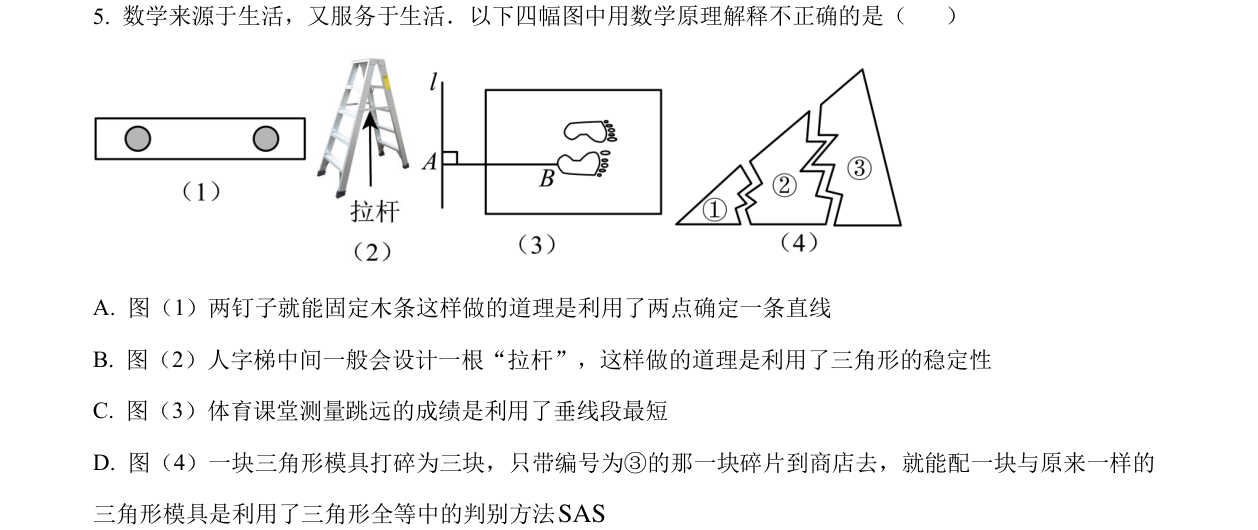 5. 数学来源于生活，又服务于生活．以下四幅图中用数学原理解释不正确的是（　　）
l
A
B
① ② ③
（1）
拉杆
（2）
（3）
（4）
A. 图（1）两钉子就能固定木条这样做的道理是利用了两点确定一条直线
B. 图（2）人字梯中间一般会设计一根“拉杆”，这样做的道理是利用了三角形的稳定性
C. 图（3）体育课堂测量跳远的成绩是利用了垂线段最短
D. 图（4）一块三角形模具打碎为三块，只带编号为③的那一块碎片到商店去，就能配一块与原来一样的
三角形模具是利用了三角形全等中的判别方法SAS